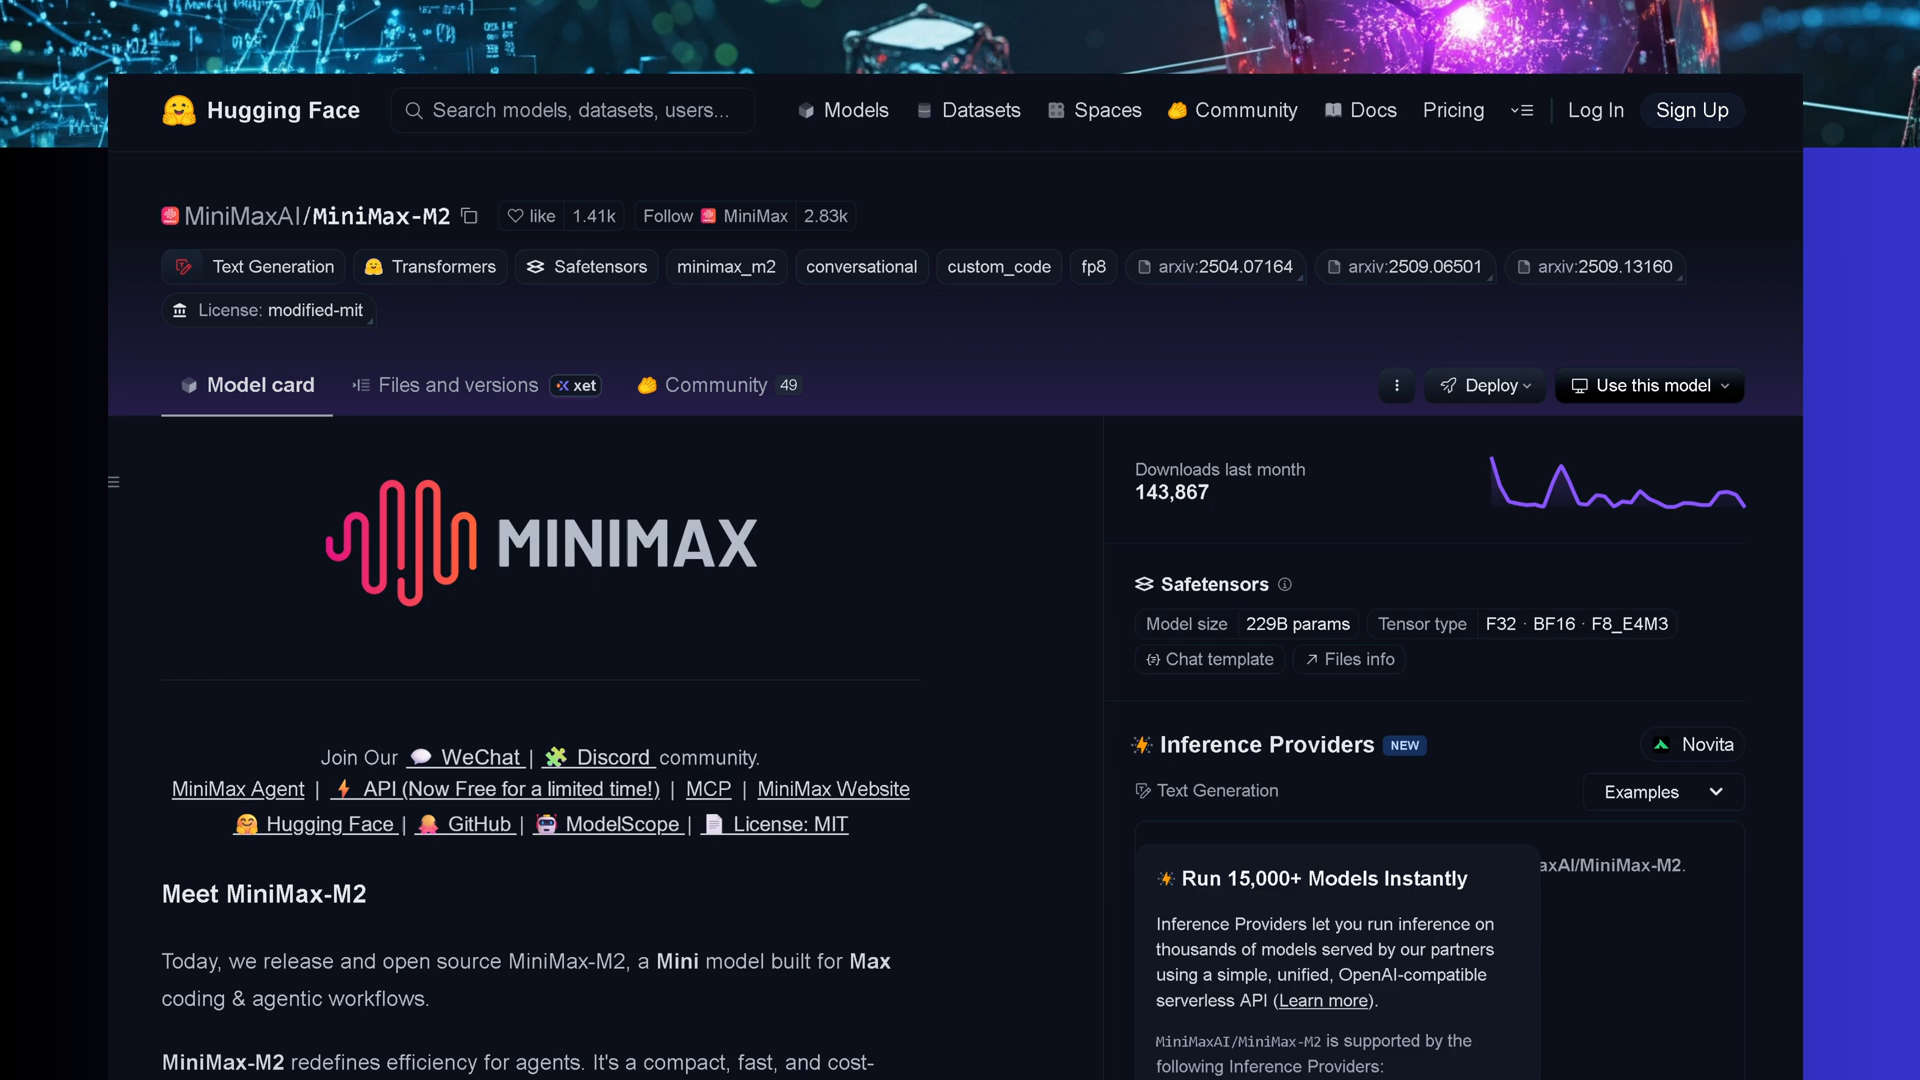 Hugging Face
Search models, datasets, users...
Models
Datasets
Spaces
Community
Docs
Pricing
Log In
Sign Up
MiniMaxAI/MiniMax-M2
like 1.41k
Follow MiniMax 2.83k
Text Generation
Transformers
Safetensors
minimax_m2
conversational
custom_code
fp8
arxiv:2504.07164
arxiv:2509.06501
arxiv:2509.13160
License: modified-mit
Model card
Files and versions xet
Community 49
Deploy
Use this model
MINIMAX
Join Our WeChat | Discord community.
MiniMax Agent | API (Now Free for a limited time!) | MCP | MiniMax Website
Hugging Face | GitHub | ModelScope | License: MIT
Meet MiniMax-M2
Today, we release and open source MiniMax-M2, a Mini model built for Max
coding & agentic workflows.
MiniMax-M2 redefines efficiency for agents. It's a compact, fast, and cost-
Downloads last month
143,867
Safetensors
Model size 229B params
Tensor type F32 · BF16 · F8_E4M3
Chat template
Files info
Inference Providers NEW
Novita
Text Generation
Examples
axAI/MiniMax-M2.
Run 15,000+ Models Instantly
Inference Providers let you run inference on
thousands of models served by our partners
using a simple, unified, OpenAI-compatible
serverless API (Learn more).
MiniMaxAI/MiniMax-M2 is supported by the
following Inference Providers: